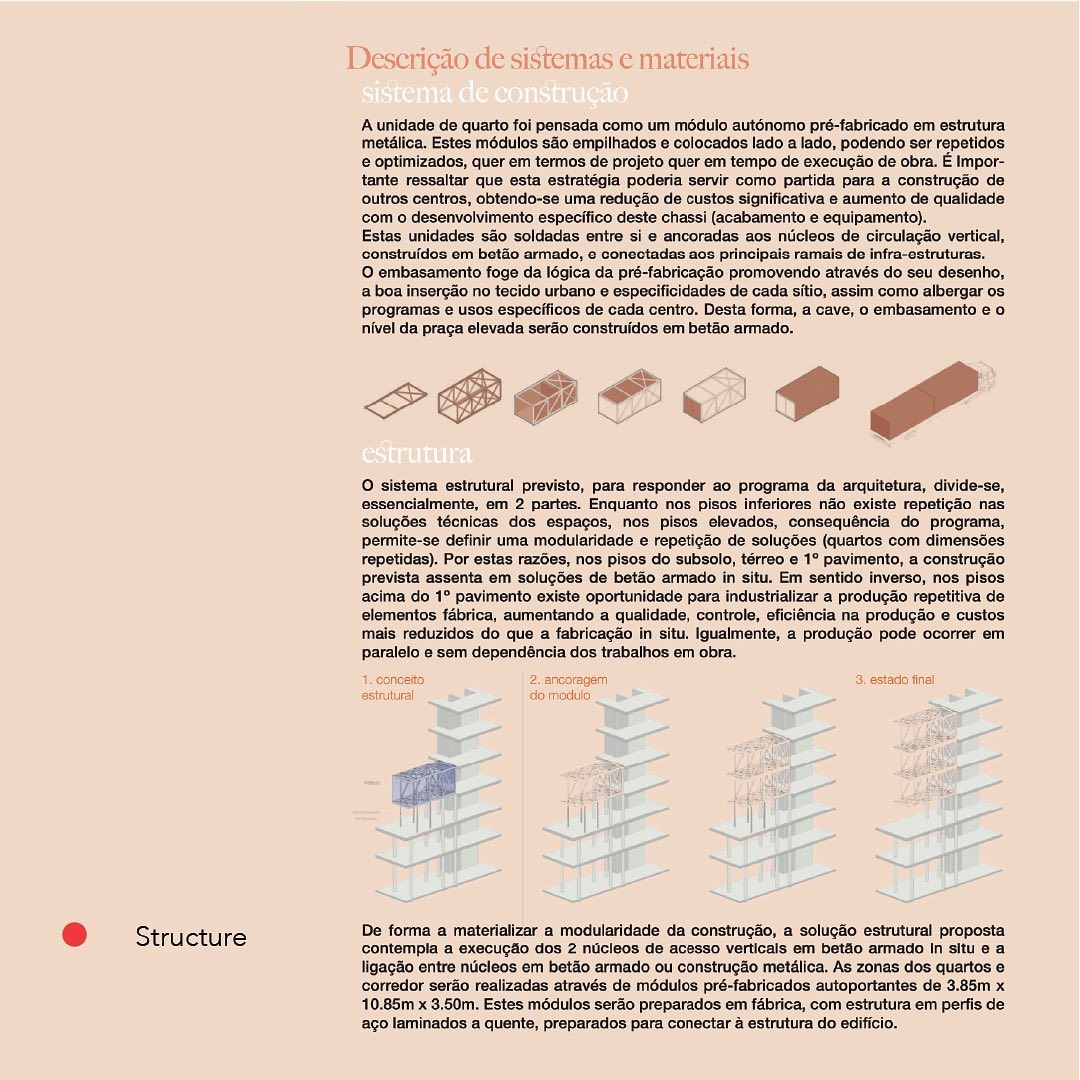 Descrição de sistemas e materiais
sistema de construção
A unidade de quarto foi pensada como um módulo autónomo pré-fabricado em estrutura
metálica. Estes módulos são empilhados e colocados lado a lado, podendo ser repetidos
e optimizados, quer em termos de projeto quer em tempo de execução de obra. É Impor-
tante ressaltar que esta estratégia poderia servir como partida para a construção de
outros centros, obtendo-se uma redução de custos significativa e aumento de qualidade
com o desenvolvimento específico deste chassi (acabamento e equipamento).
Estas unidades são soldadas entre si e ancoradas aos núcleos de circulação vertical,
construídos em betão armado, e conectadas aos principais ramais de infra-estruturas.
O embasamento foge da lógica da pré-fabricação promovendo através do seu desenho,
a boa inserção no tecido urbano e especificidades de cada sítio, assim como albergar os
programas e usos específicos de cada centro. Desta forma, a cave, o embasamento e o
nível da praça elevada serão construídos em betão armado.
estrutura
O sistema estrutural previsto, para responder ao programa da arquitetura, divide-se,
essencialmente, em 2 partes. Enquanto nos pisos inferiores não existe repetição nas
soluções técnicas dos espaços, nos pisos elevados, consequência do programa,
permite-se definir uma modularidade e repetição de soluções (quartos com dimensões
repetidas). Por estas razões, nos pisos do subsolo, térreo e 1º pavimento, a construção
prevista assenta em soluções de betão armado in situ. Em sentido inverso, nos pisos
acima do 1º pavimento existe oportunidade para industrializar a produção repetitiva de
elementos fábrica, aumentando a qualidade, controle, eficiência na produção e custos
mais reduzidos do que a fabricação in situ. Igualmente, a produção pode ocorrer em
paralelo e sem dependência dos trabalhos em obra.
1. conceito
estrutural
2. ancoragem
do modulo
3. estado final
Structure
De forma a materializar a modularidade da construção, a solução estrutural proposta
contempla a execução dos 2 núcleos de acesso verticais em betão armado in situ e a
ligação entre núcleos em betão armado ou construção metálica. As zonas dos quartos e
corredor serão realizadas através de módulos pré-fabricados autoportantes de 3.85m x
10.85m x 3.50m. Estes módulos serão preparados em fábrica, com estrutura em perfis de
aço laminados a quente, preparados para conectar à estrutura do edifício.